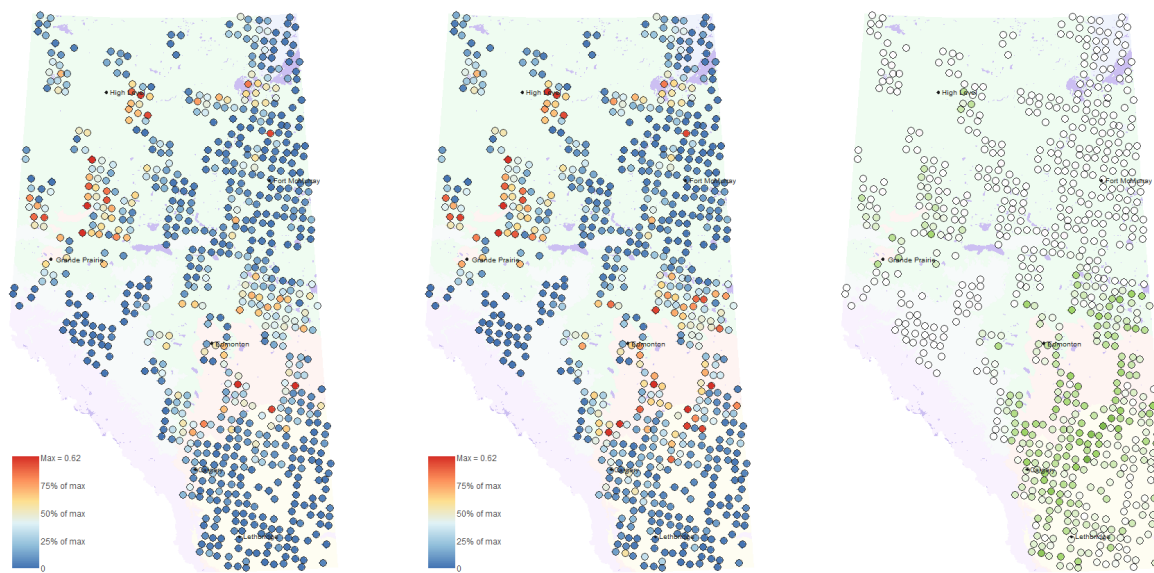 High Level
High Level
High Level
Fort McMurray
Fort McMurray
Fort McMurray
Grande Prairie
Grande Prairie
Grande Prairie
Edmonton
Edmonton
Edmonton
Max = 0.62
75% of max
50% of max
25% of max
0
Max = 0.62
75% of max
50% of max
25% of max
0
Lethbridge
Lethbridge
Lethbridge